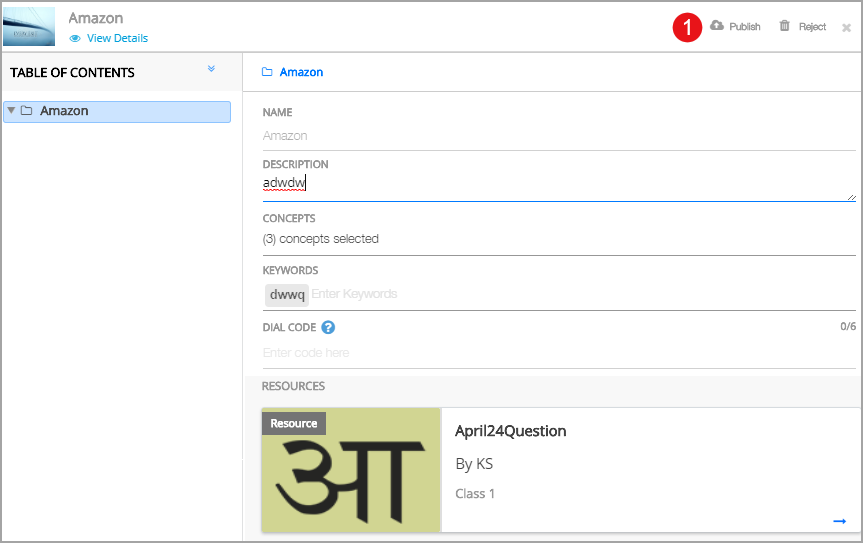 Amazon
View Details
1 Publish Reject ×
TABLE OF CONTENTS
Amazon
Amazon
NAME
Amazon
DESCRIPTION
adwdw
CONCEPTS
(3) concepts selected
KEYWORDS
dwwq Enter Keywords
DIAL CODE ? 0/6
Enter code here
RESOURCES
Resource
आ
April24Question
By KS
Class 1